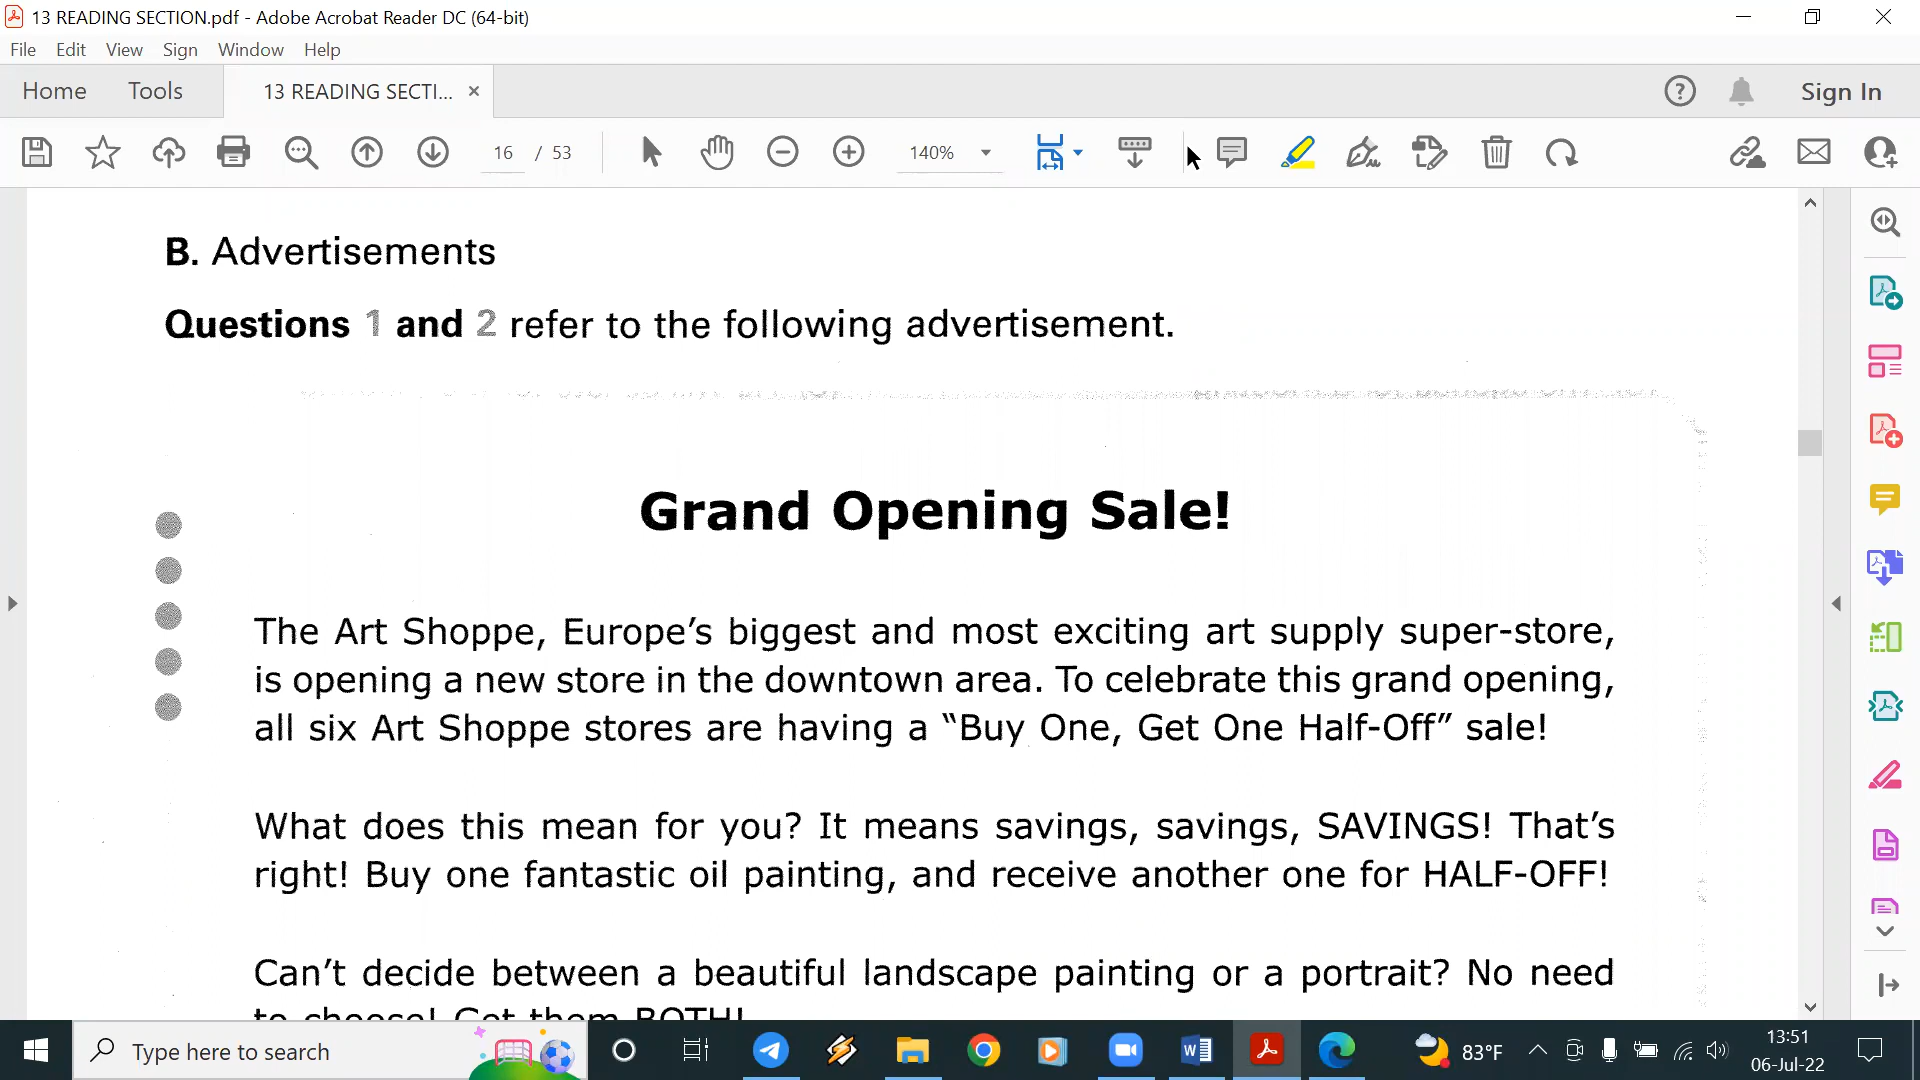 13 READING SECTION.pdf - Adobe Acrobat Reader DC (64-bit)
File Edit View Sign Window Help
Home Tools 13 READING SECTI... × Sign In
16 / 53 140%
B. Advertisements
Questions 1 and 2 refer to the following advertisement.
Grand Opening Sale!
The Art Shoppe, Europe's biggest and most exciting art supply super-store,
is opening a new store in the downtown area. To celebrate this grand opening,
all six Art Shoppe stores are having a “Buy One, Get One Half-Off” sale!
What does this mean for you? It means savings, savings, SAVINGS! That's
right! Buy one fantastic oil painting, and receive another one for HALF-OFF!
Can't decide between a beautiful landscape painting or a portrait? No need
to choose! Get them BOTH!
Type here to search
83°F
13:51
06-Jul-22